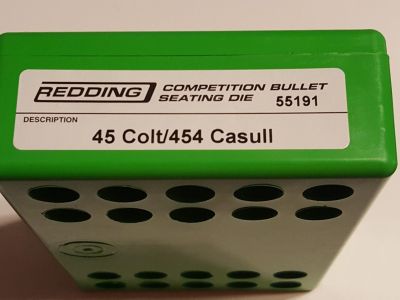 REDDING COMPETITION BULLET
SEATING DIE 55191
DESCRIPTION
45 Colt/454 Casull